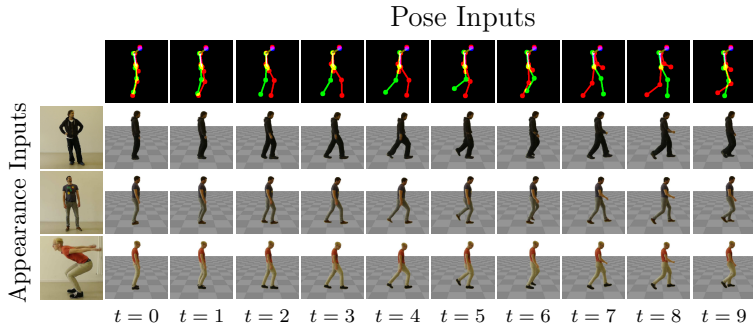 Pose Inputs
Appearance Inputs
t = 0 t = 1 t = 2 t = 3 t = 4 t = 5 t = 6 t = 7 t = 8 t = 9